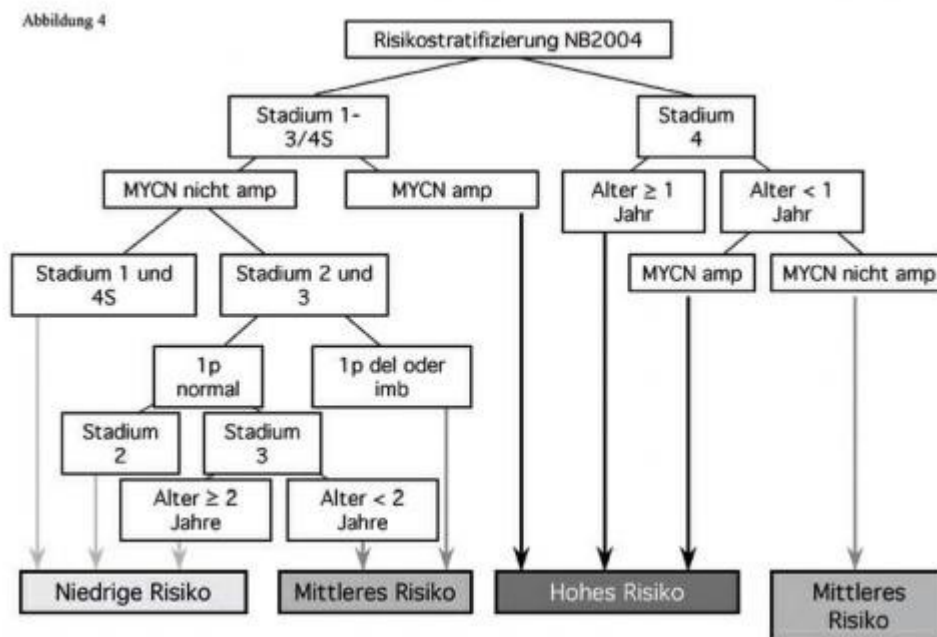 Abbildung 4
Risikostratifizierung NB2004
Stadium 1-
3/4S
Stadium
4
MYCN nicht amp
MYCN amp
Alter ≥ 1
Jahr
Alter < 1
Jahr
Stadium 1 und
4S
Stadium 2 und
3
MYCN amp
MYCN nicht amp
1p
normal
1p del oder
imb
Stadium
2
Stadium
3
Alter ≥ 2
Jahre
Alter < 2
Jahre
Niedrige Risiko
Mittleres Risiko
Hohes Risiko
Mittleres
Risiko